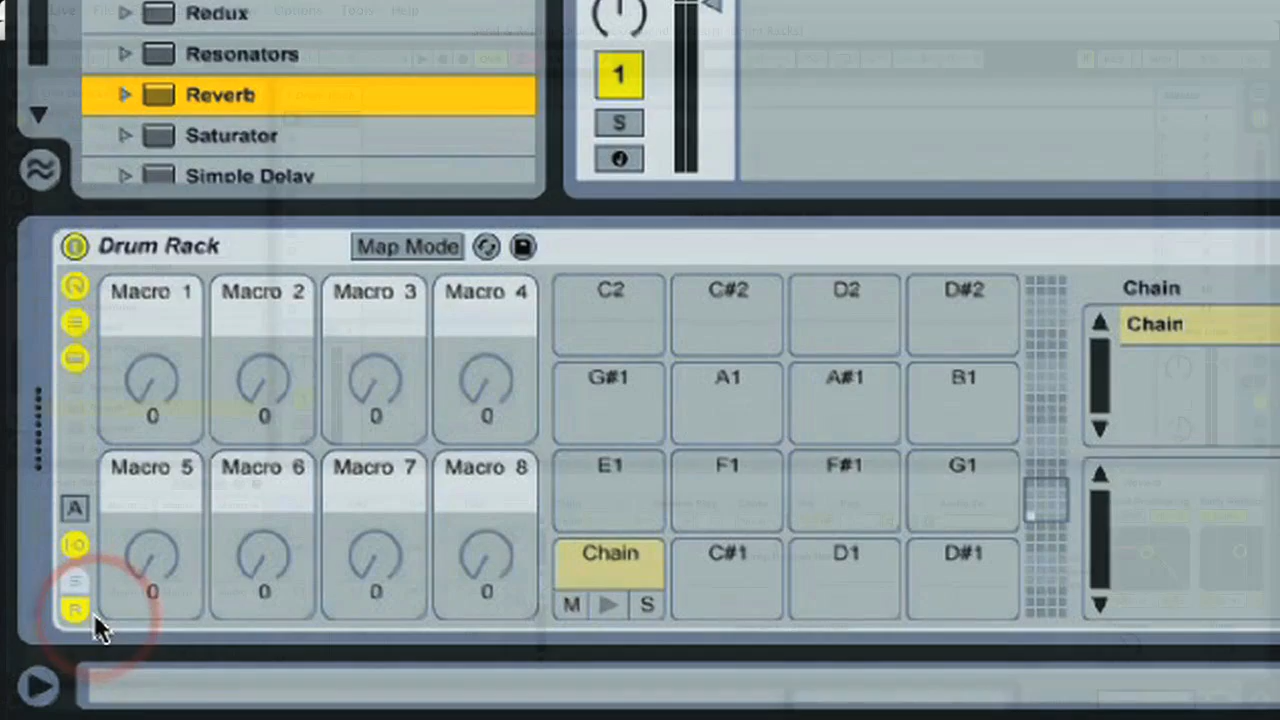 Redux
Resonators
Reverb
Saturator
Simple Delay
1
S
Drum Rack Map Mode
Macro 1 Macro 2 Macro 3 Macro 4 C2 C#2 D2 D#2 Chain
Chain
G#1 A1 A#1 B1
0 0 0 0
Macro 5 Macro 6 Macro 7 Macro 8 E1 F1 F#1 G1
A
I-O
Chain C#1 D1 D#1
S
0 0 0 0 M S
R